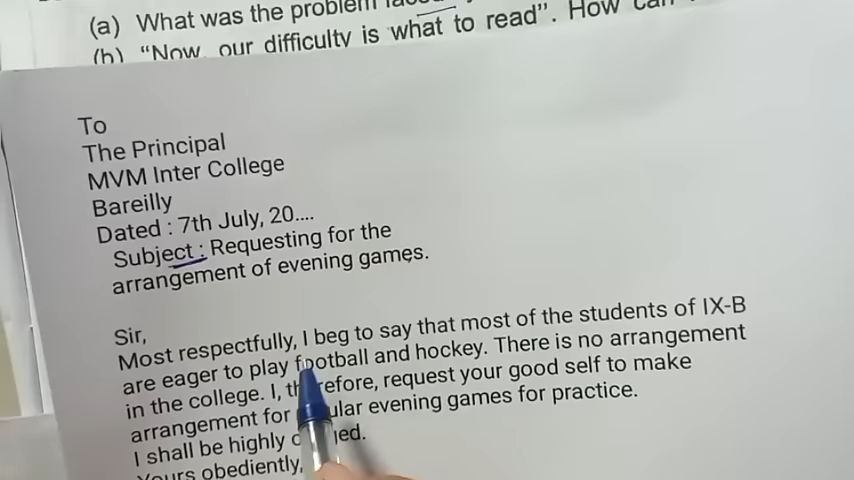 (a) What was the problem
(b) "Now, our difficulty is what to read". How can
To
The Principal
MVM Inter College
Bareilly
Dated : 7th July, 20....
Subject : Requesting for the
arrangement of evening games.
Sir,
Most respectfully, I beg to say that most of the students of IX-B
are eager to play football and hockey. There is no arrangement
in the college. I, therefore, request your good self to make
arrangement for evening games for practice.
I shall be highly
Yours obediently,